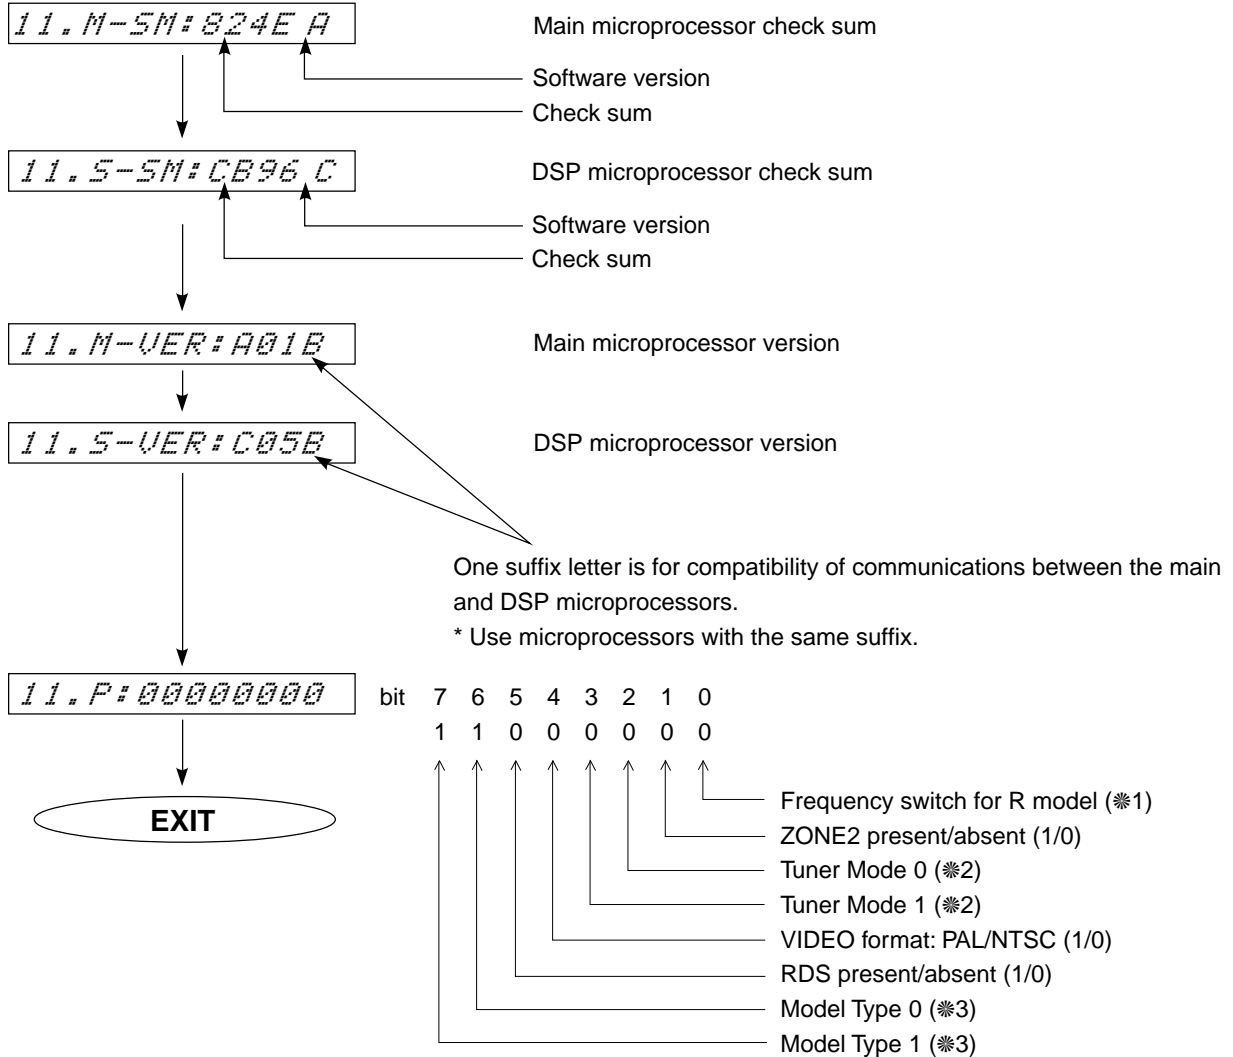 11.M-SM:824E A
Main microprocessor check sum
Software version
Check sum
11.S-SM:CB96 C
DSP microprocessor check sum
Software version
Check sum
11.M-VER:A01B
Main microprocessor version
11.S-VER:C05B
DSP microprocessor version
One suffix letter is for compatibility of communications between the main
and DSP microprocessors.
* Use microprocessors with the same suffix.
11.P:00000000
bit 7 6 5 4 3 2 1 0
1 1 0 0 0 0 0 0
Frequency switch for R model (❊1)
ZONE2 present/absent (1/0)
EXIT
Tuner Mode 0 (❊2)
Tuner Mode 1 (❊2)
VIDEO format: PAL/NTSC (1/0)
RDS present/absent (1/0)
Model Type 0 (❊3)
Model Type 1 (❊3)